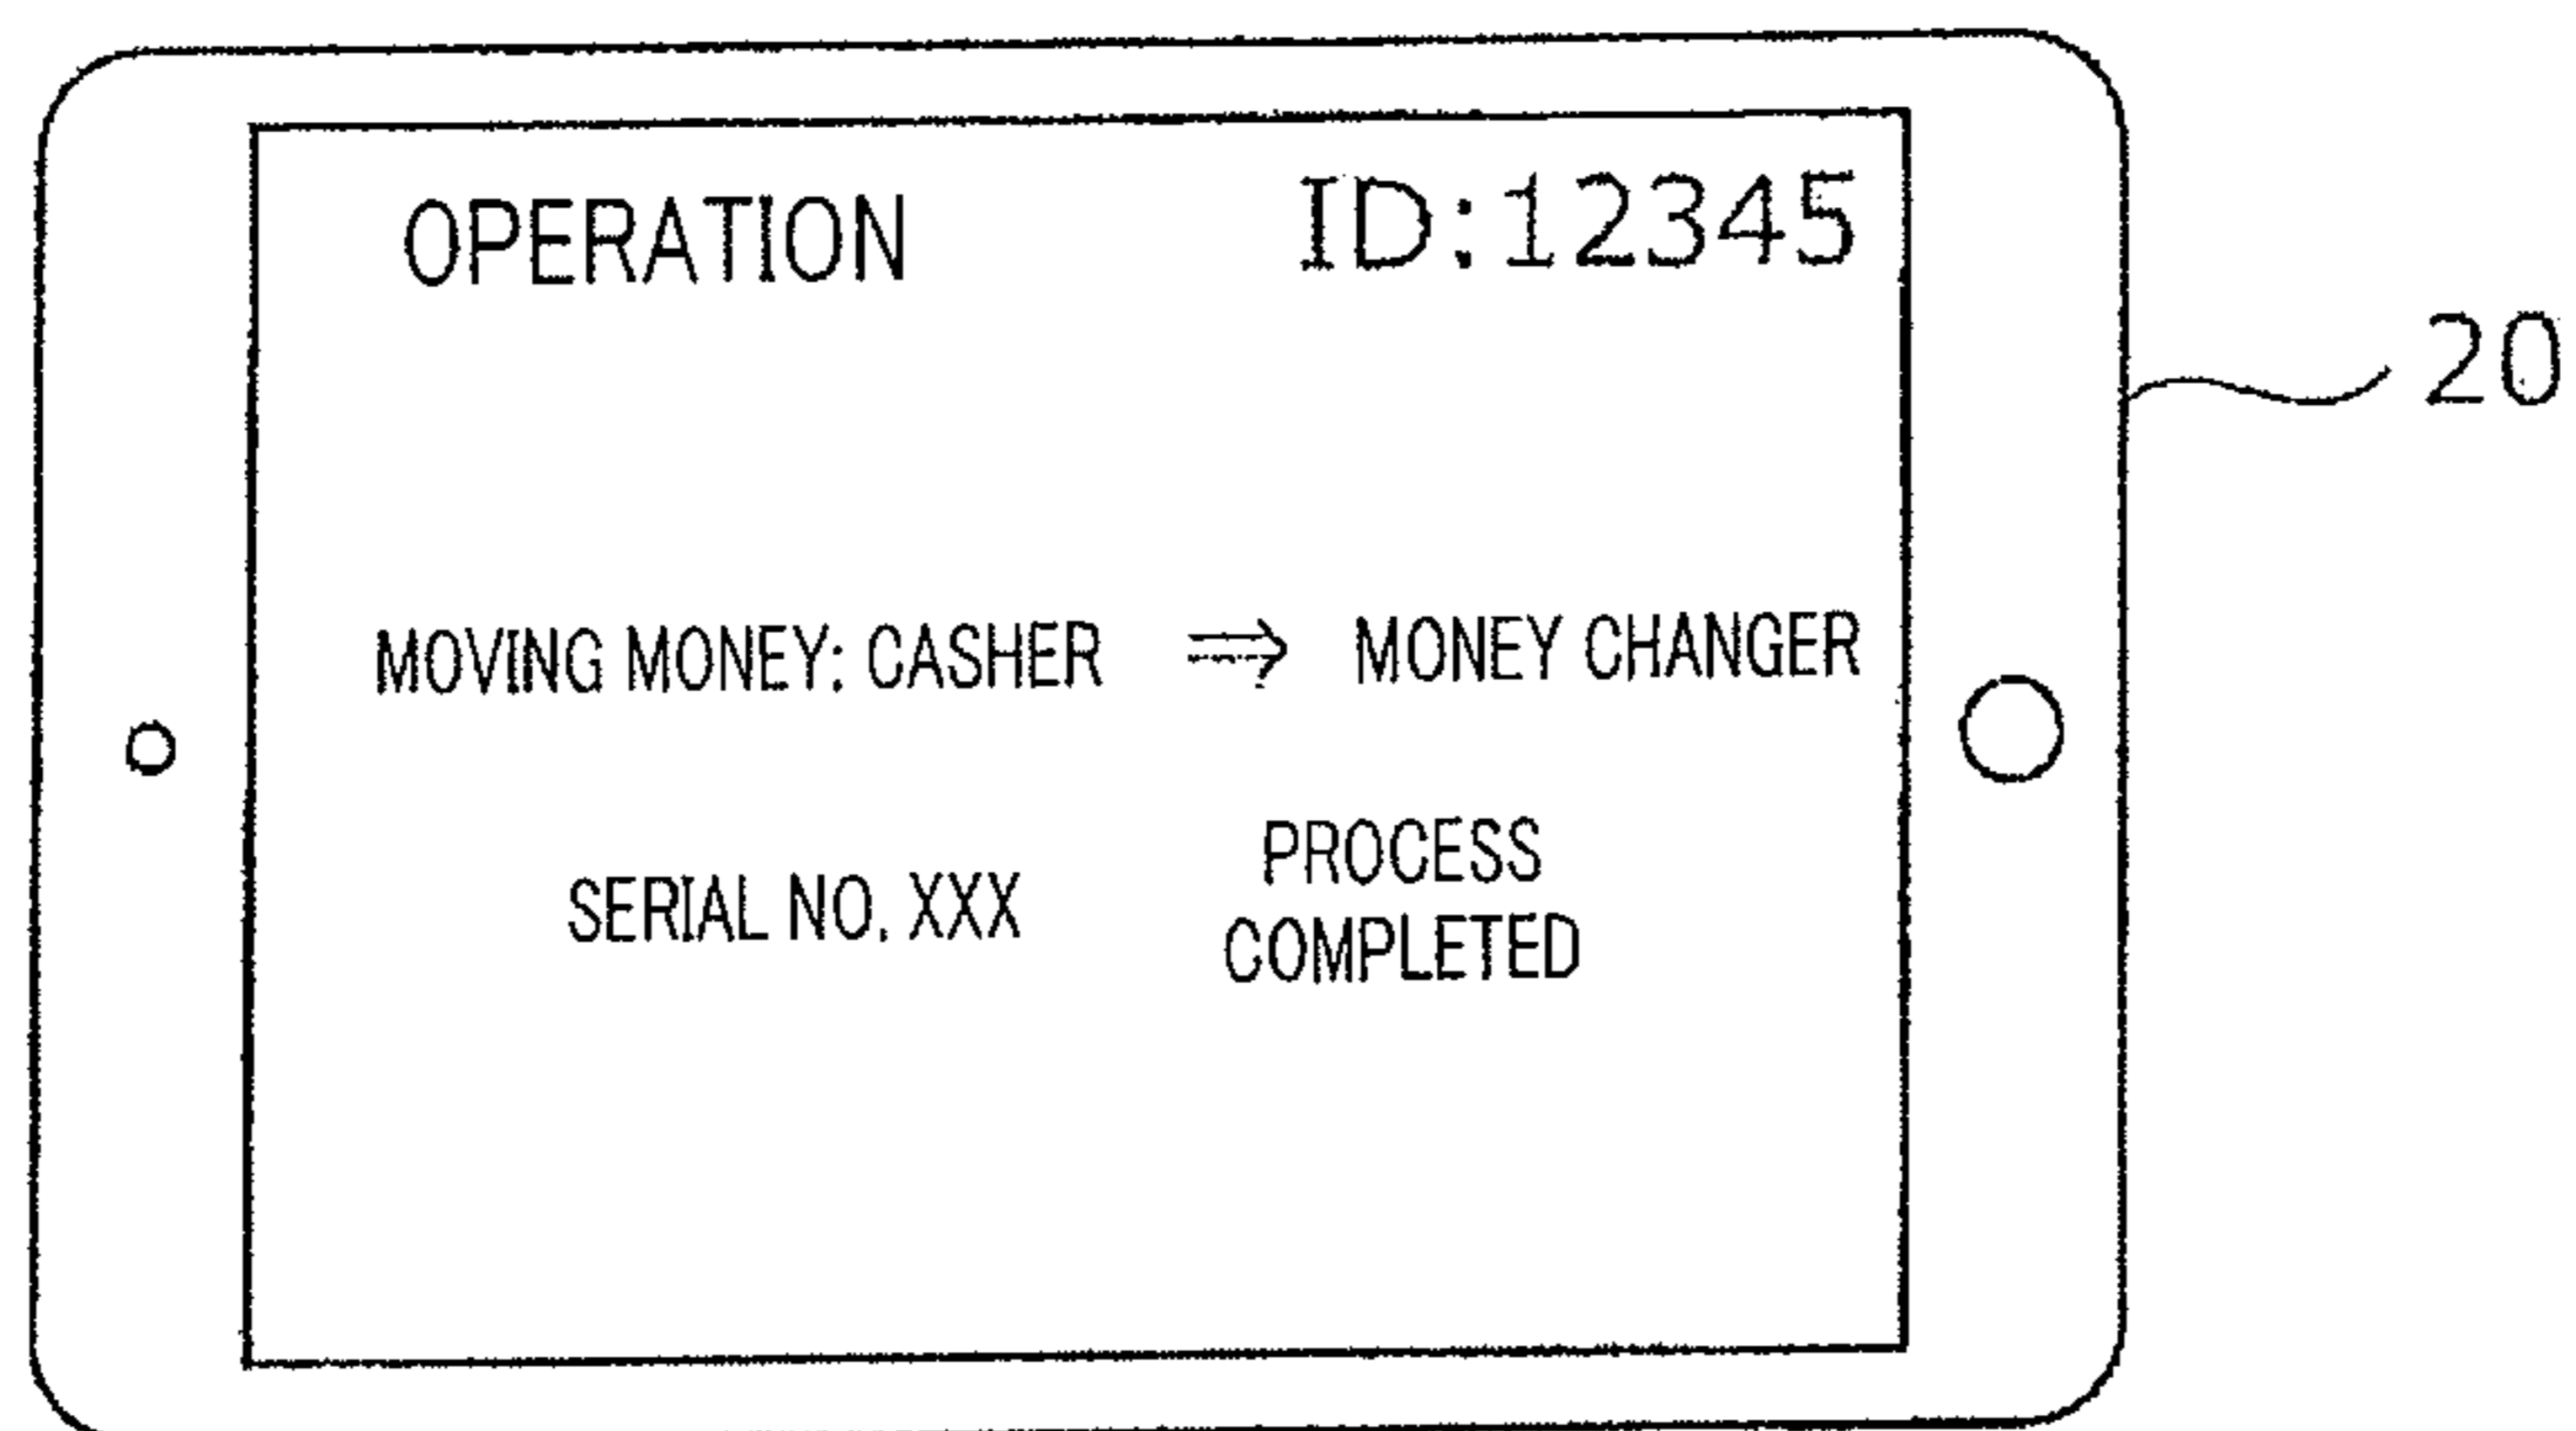 OPERATION ID:12345
20
MOVING MONEY: CASHER ⇒ MONEY CHANGER
SERIAL NO. XXX PROCESS
COMPLETED